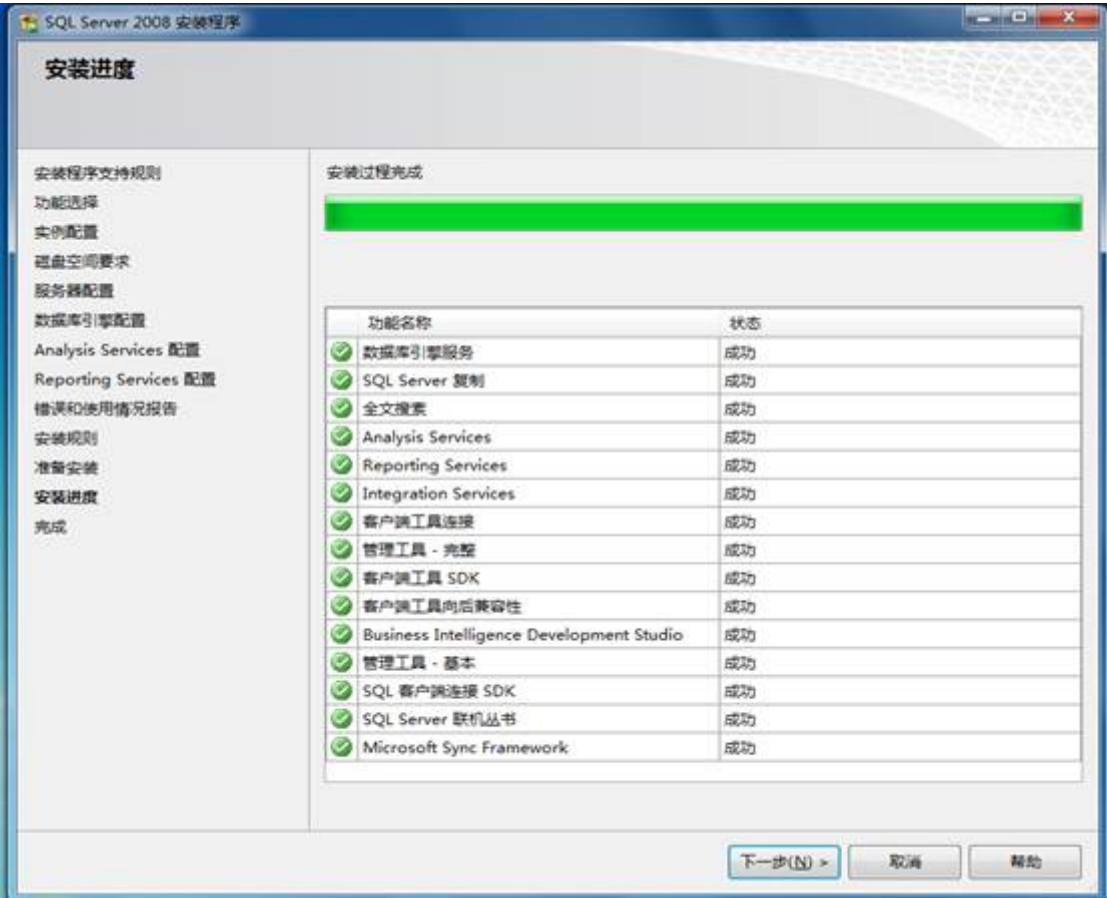 SQL Server 2008 安装程序
安装进度
安装程序支持规则
功能选择
实例配置
磁盘空间要求
服务器配置
数据库引擎配置
Analysis Services 配置
Reporting Services 配置
错误和使用情况报告
安装规则
准备安装
安装进度
完成
安装过程完成
功能名称 状态
数据库引擎服务 成功
SQL Server 复制 成功
全文搜索 成功
Analysis Services 成功
Reporting Services 成功
Integration Services 成功
客户端工具连接 成功
管理工具 - 完整 成功
客户端工具 SDK 成功
客户端工具向后兼容性 成功
Business Intelligence Development Studio 成功
管理工具 - 基本 成功
SQL 客户端连接 SDK 成功
SQL Server 联机丛书 成功
Microsoft Sync Framework 成功
下一步(N) > 取消 帮助